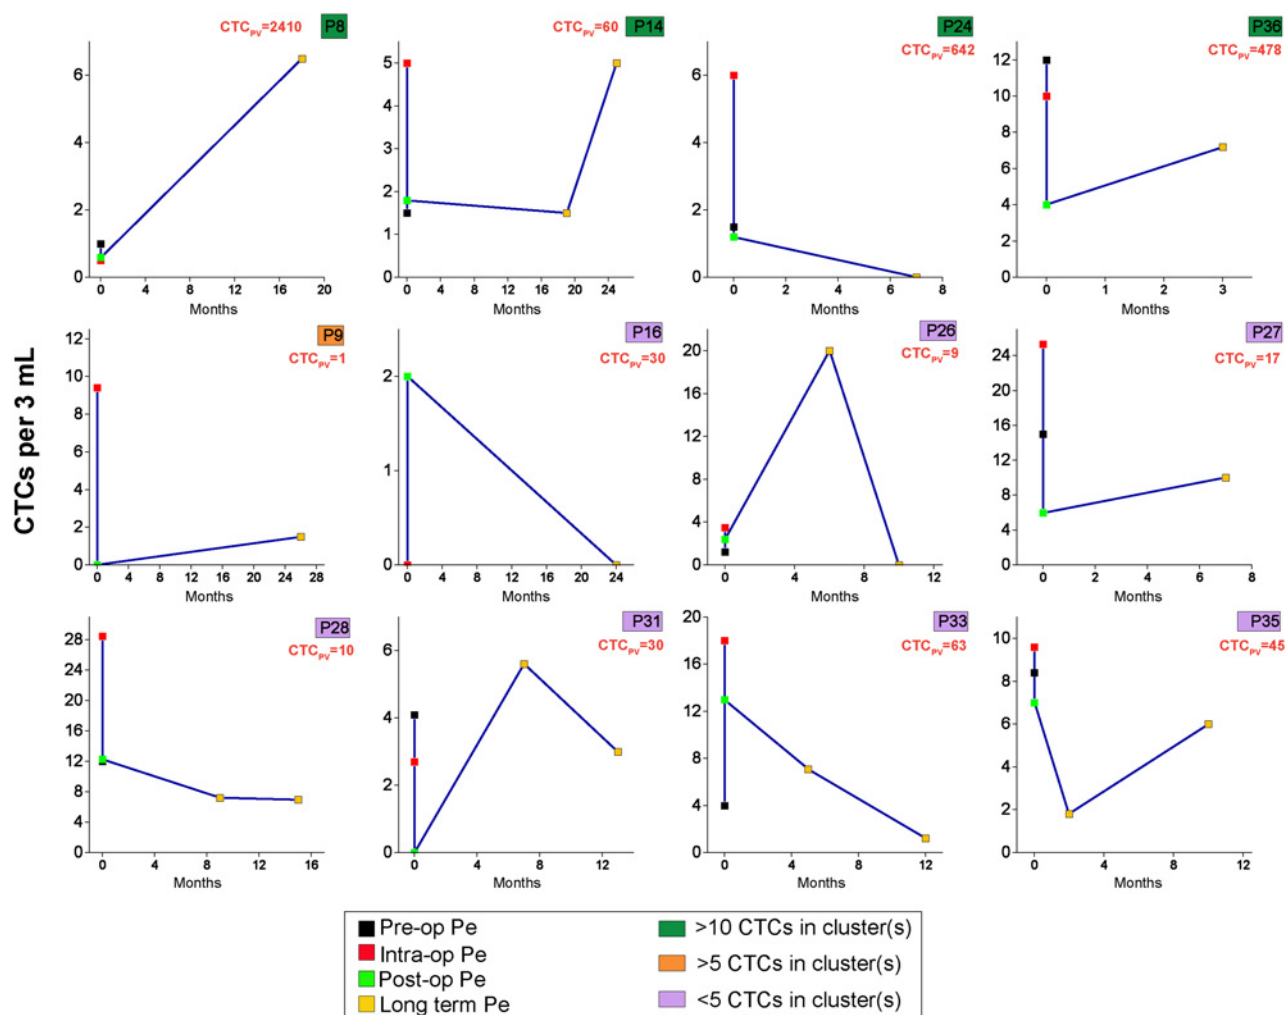 CTCs per 3 mL
CTCPV=2410 P8
6
4
2
0
0 4 8 12 16 20
Months
CTCPV=60 P14
5
4
3
2
1
0
0 4 8 12 16 19 20 24
Months
P24
CTCPV=642
6
4
2
0
0 2 4 6 8
Months
P36
CTCPV=478
12
10
8
6
4
2
0
0 1 2 3
Months
P9
CTCPV=1
12
10
8
6
4
2
0
0 4 8 12 16 20 24 28
Months
P16
CTCPV=30
2
1
0
0 4 8 12 16 20 24
Months
P26
CTCPV=9
20
16
12
8
4
0
0 4 8 12
Months
P27
CTCPV=17
24
20
16
12
8
4
0
0 2 4 6 8
Months
P28
CTCPV=10
28
24
20
16
12
8
4
0
0 4 8 12 16
Months
P31
CTCPV=30
6
4
2
0
0 4 8 12
Months
P33
CTCPV=63
20
16
12
8
4
0
0 4 8 12
Months
P35
CTCPV=45
10
8
6
4
2
0
0 4 8 12
Months
Pre-op Pe
Intra-op Pe
Post-op Pe
Long term Pe
>10 CTCs in cluster(s)
>5 CTCs in cluster(s)
<5 CTCs in cluster(s)